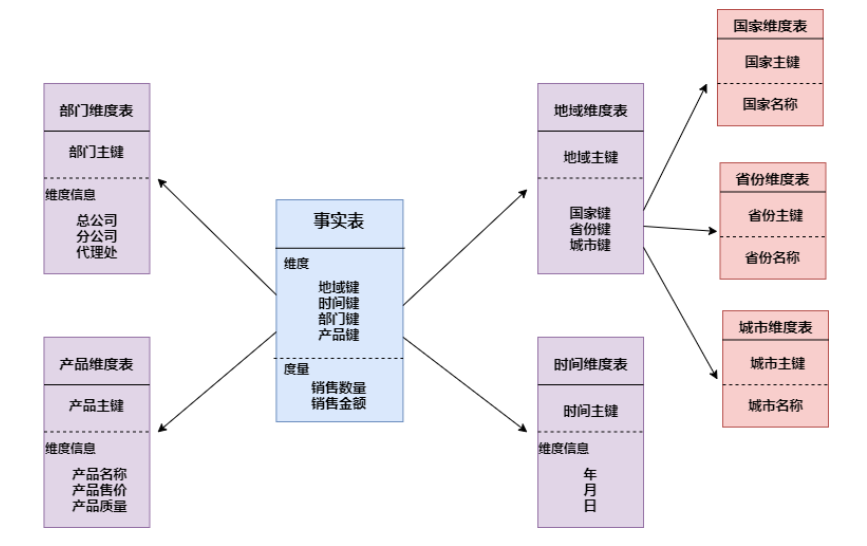 国家维度表
国家主键
国家名称
部门维度表
部门主键
维度信息
总公司
分公司
代理处
地域维度表
地域主键
国家键
省份键
城市键
省份维度表
省份主键
省份名称
事实表
维度
地域键
时间键
部门键
产品键
度量
销售数量
销售金额
城市维度表
城市主键
城市名称
产品维度表
产品主键
维度信息
产品名称
产品售价
产品质量
时间维度表
时间主键
维度信息
年
月
日